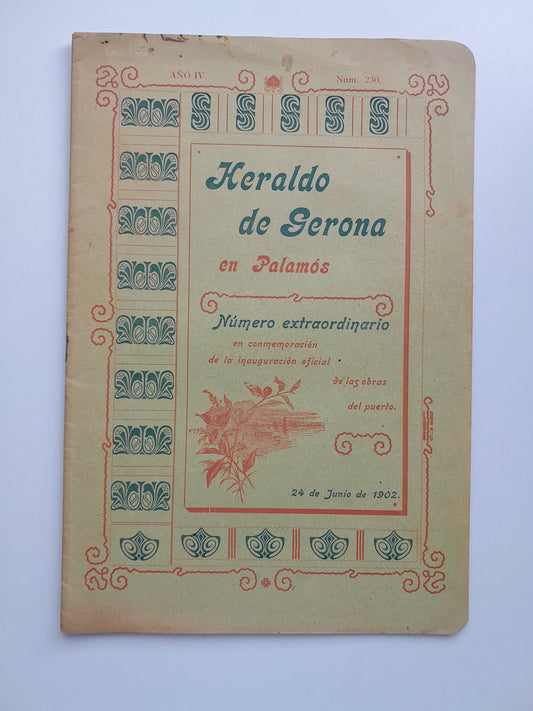 AÑO IV
Núm. 230.
Heraldo
de Gerona
en Palamós
Número extraordinario
en conmemoración
de la inauguración oficial
de las obras
del puerto.
24 de Junio de 1902.